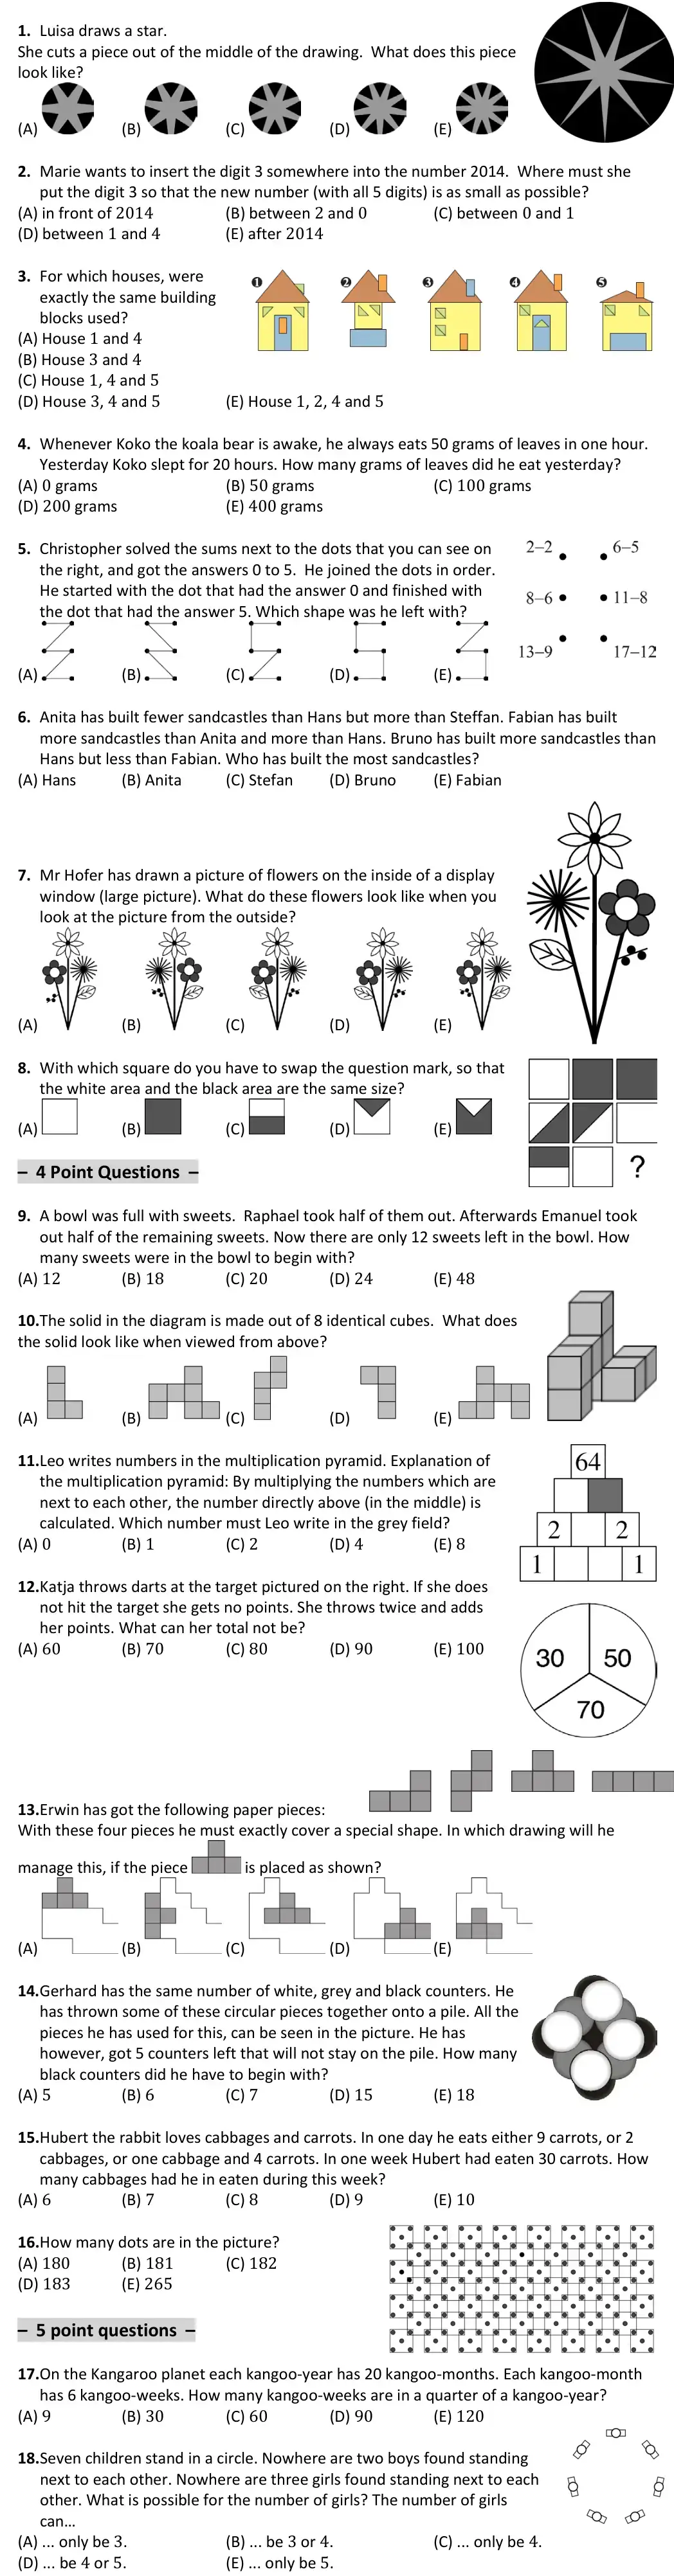 1. Luisa draws a star.
She cuts a piece out of the middle of the drawing. What does this piece
look like?
(A) (B) (C) (D) (E)
2. Marie wants to insert the digit 3 somewhere into the number 2014. Where must she
put the digit 3 so that the new number (with all 5 digits) is as small as possible?
(A) in front of 2014 (B) between 2 and 0 (C) between 0 and 1
(D) between 1 and 4 (E) after 2014
3. For which houses, were
exactly the same building
blocks used?
(A) House 1 and 4
(B) House 3 and 4
(C) House 1, 4 and 5
(D) House 3, 4 and 5 (E) House 1, 2, 4 and 5
❶ ❷ ❸ ❹ ❺
4. Whenever Koko the koala bear is awake, he always eats 50 grams of leaves in one hour.
Yesterday Koko slept for 20 hours. How many grams of leaves did he eat yesterday?
(A) 0 grams (B) 50 grams (C) 100 grams
(D) 200 grams (E) 400 grams
5. Christopher solved the sums next to the dots that you can see on
the right, and got the answers 0 to 5. He joined the dots in order.
He started with the dot that had the answer 0 and finished with
the dot that had the answer 5. Which shape was he left with?
2–2 6–5
8–6 11–8
13–9 17–12
(A) (B) (C) (D) (E)
6. Anita has built fewer sandcastles than Hans but more than Steffan. Fabian has built
more sandcastles than Anita and more than Hans. Bruno has built more sandcastles than
Hans but less than Fabian. Who has built the most sandcastles?
(A) Hans (B) Anita (C) Stefan (D) Bruno (E) Fabian
7. Mr Hofer has drawn a picture of flowers on the inside of a display
window (large picture). What do these flowers look like when you
look at the picture from the outside?
(A) (B) (C) (D) (E)
8. With which square do you have to swap the question mark, so that
the white area and the black area are the same size?
(A) (B) (C) (D) (E)
?
– 4 Point Questions –
9. A bowl was full with sweets. Raphael took half of them out. Afterwards Emanuel took
out half of the remaining sweets. Now there are only 12 sweets left in the bowl. How
many sweets were in the bowl to begin with?
(A) 12 (B) 18 (C) 20 (D) 24 (E) 48
10.The solid in the diagram is made out of 8 identical cubes. What does
the solid look like when viewed from above?
(A) (B) (C) (D) (E)
11.Leo writes numbers in the multiplication pyramid. Explanation of
the multiplication pyramid: By multiplying the numbers which are
next to each other, the number directly above (in the middle) is
calculated. Which number must Leo write in the grey field?
(A) 0 (B) 1 (C) 2 (D) 4 (E) 8
64
2 2
1 1
12.Katja throws darts at the target pictured on the right. If she does
not hit the target she gets no points. She throws twice and adds
her points. What can her total not be?
(A) 60 (B) 70 (C) 80 (D) 90 (E) 100
30 50
70
13.Erwin has got the following paper pieces:
With these four pieces he must exactly cover a special shape. In which drawing will he
manage this, if the piece is placed as shown?
(A) (B) (C) (D) (E)
14.Gerhard has the same number of white, grey and black counters. He
has thrown some of these circular pieces together onto a pile. All the
pieces he has used for this, can be seen in the picture. He has
however, got 5 counters left that will not stay on the pile. How many
black counters did he have to begin with?
(A) 5 (B) 6 (C) 7 (D) 15 (E) 18
15.Hubert the rabbit loves cabbages and carrots. In one day he eats either 9 carrots, or 2
cabbages, or one cabbage and 4 carrots. In one week Hubert had eaten 30 carrots. How
many cabbages had he in eaten during this week?
(A) 6 (B) 7 (C) 8 (D) 9 (E) 10
16.How many dots are in the picture?
(A) 180 (B) 181 (C) 182
(D) 183 (E) 265
– 5 point questions –
17.On the Kangaroo planet each kangoo-year has 20 kangoo-months. Each kangoo-month
has 6 kangoo-weeks. How many kangoo-weeks are in a quarter of a kangoo-year?
(A) 9 (B) 30 (C) 60 (D) 90 (E) 120
18.Seven children stand in a circle. Nowhere are two boys found standing
next to each other. Nowhere are three girls found standing next to each
other. What is possible for the number of girls? The number of girls
can...
(A) ... only be 3. (B) ... be 3 or 4. (C) ... only be 4.
(D) ... be 4 or 5. (E) ... only be 5.